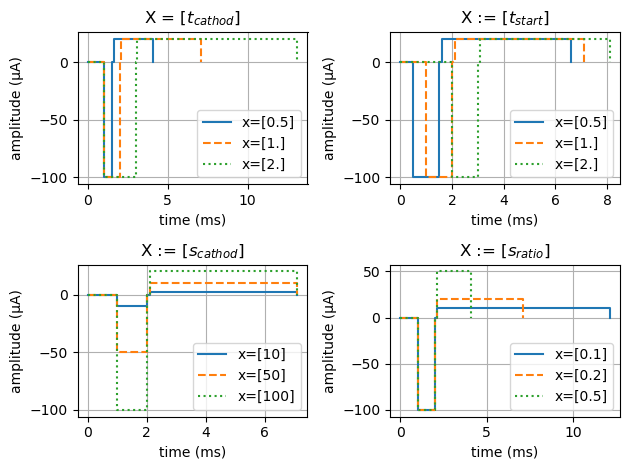 X = [t_cathod]
amplitude (μA)
0
−50
−100
x=[0.5]
x=[1.]
x=[2.]
0 5 10
time (ms)
X := [t_start]
amplitude (μA)
0
−50
−100
x=[0.5]
x=[1.]
x=[2.]
0 2 4 6 8
time (ms)
X := [s_cathod]
amplitude (μA)
0
−50
−100
x=[10]
x=[50]
x=[100]
0 2 4 6
time (ms)
X := [s_ratio]
amplitude (μA)
50
0
−50
−100
x=[0.1]
x=[0.2]
x=[0.5]
0 5 10
time (ms)